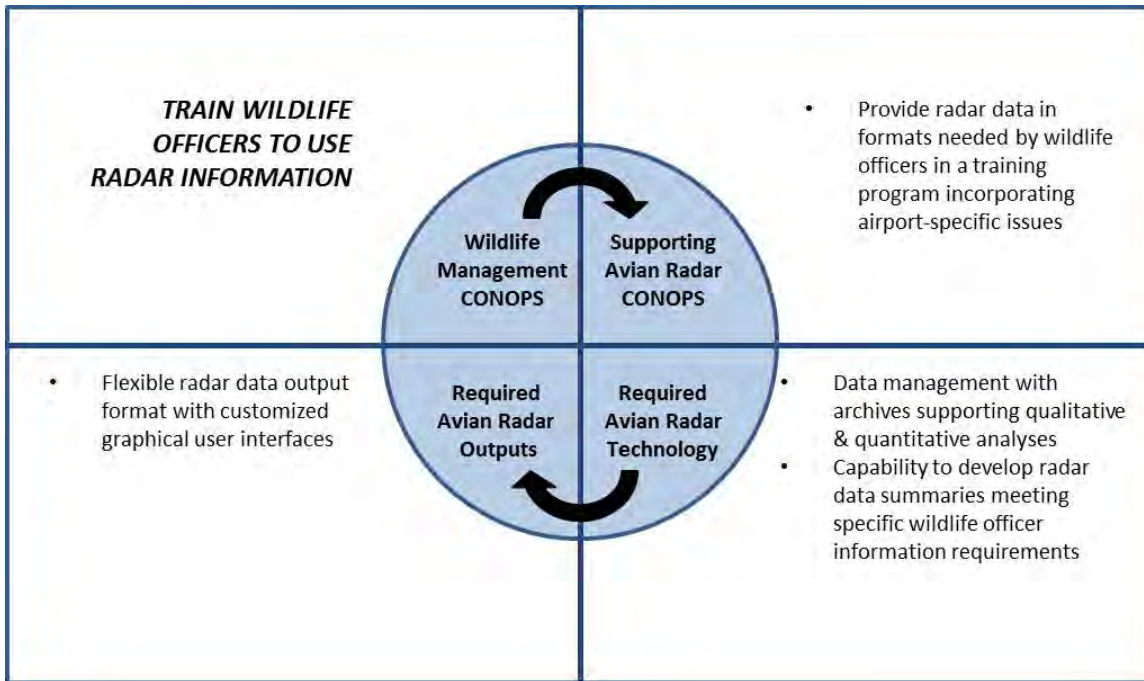 TRAIN WILDLIFE
OFFICERS TO USE
RADAR INFORMATION
• Provide radar data in
formats needed by wildlife
officers in a training
program incorporating
airport-specific issues
Wildlife
Management
CONOPS
Supporting
Avian Radar
CONOPS
• Flexible radar data output
format with customized
graphical user interfaces
Required
Avian Radar
Outputs
Required
Avian Radar
Technology
• Data management with
archives supporting qualitative
& quantitative analyses
• Capability to develop radar
data summaries meeting
specific wildlife officer
information requirements